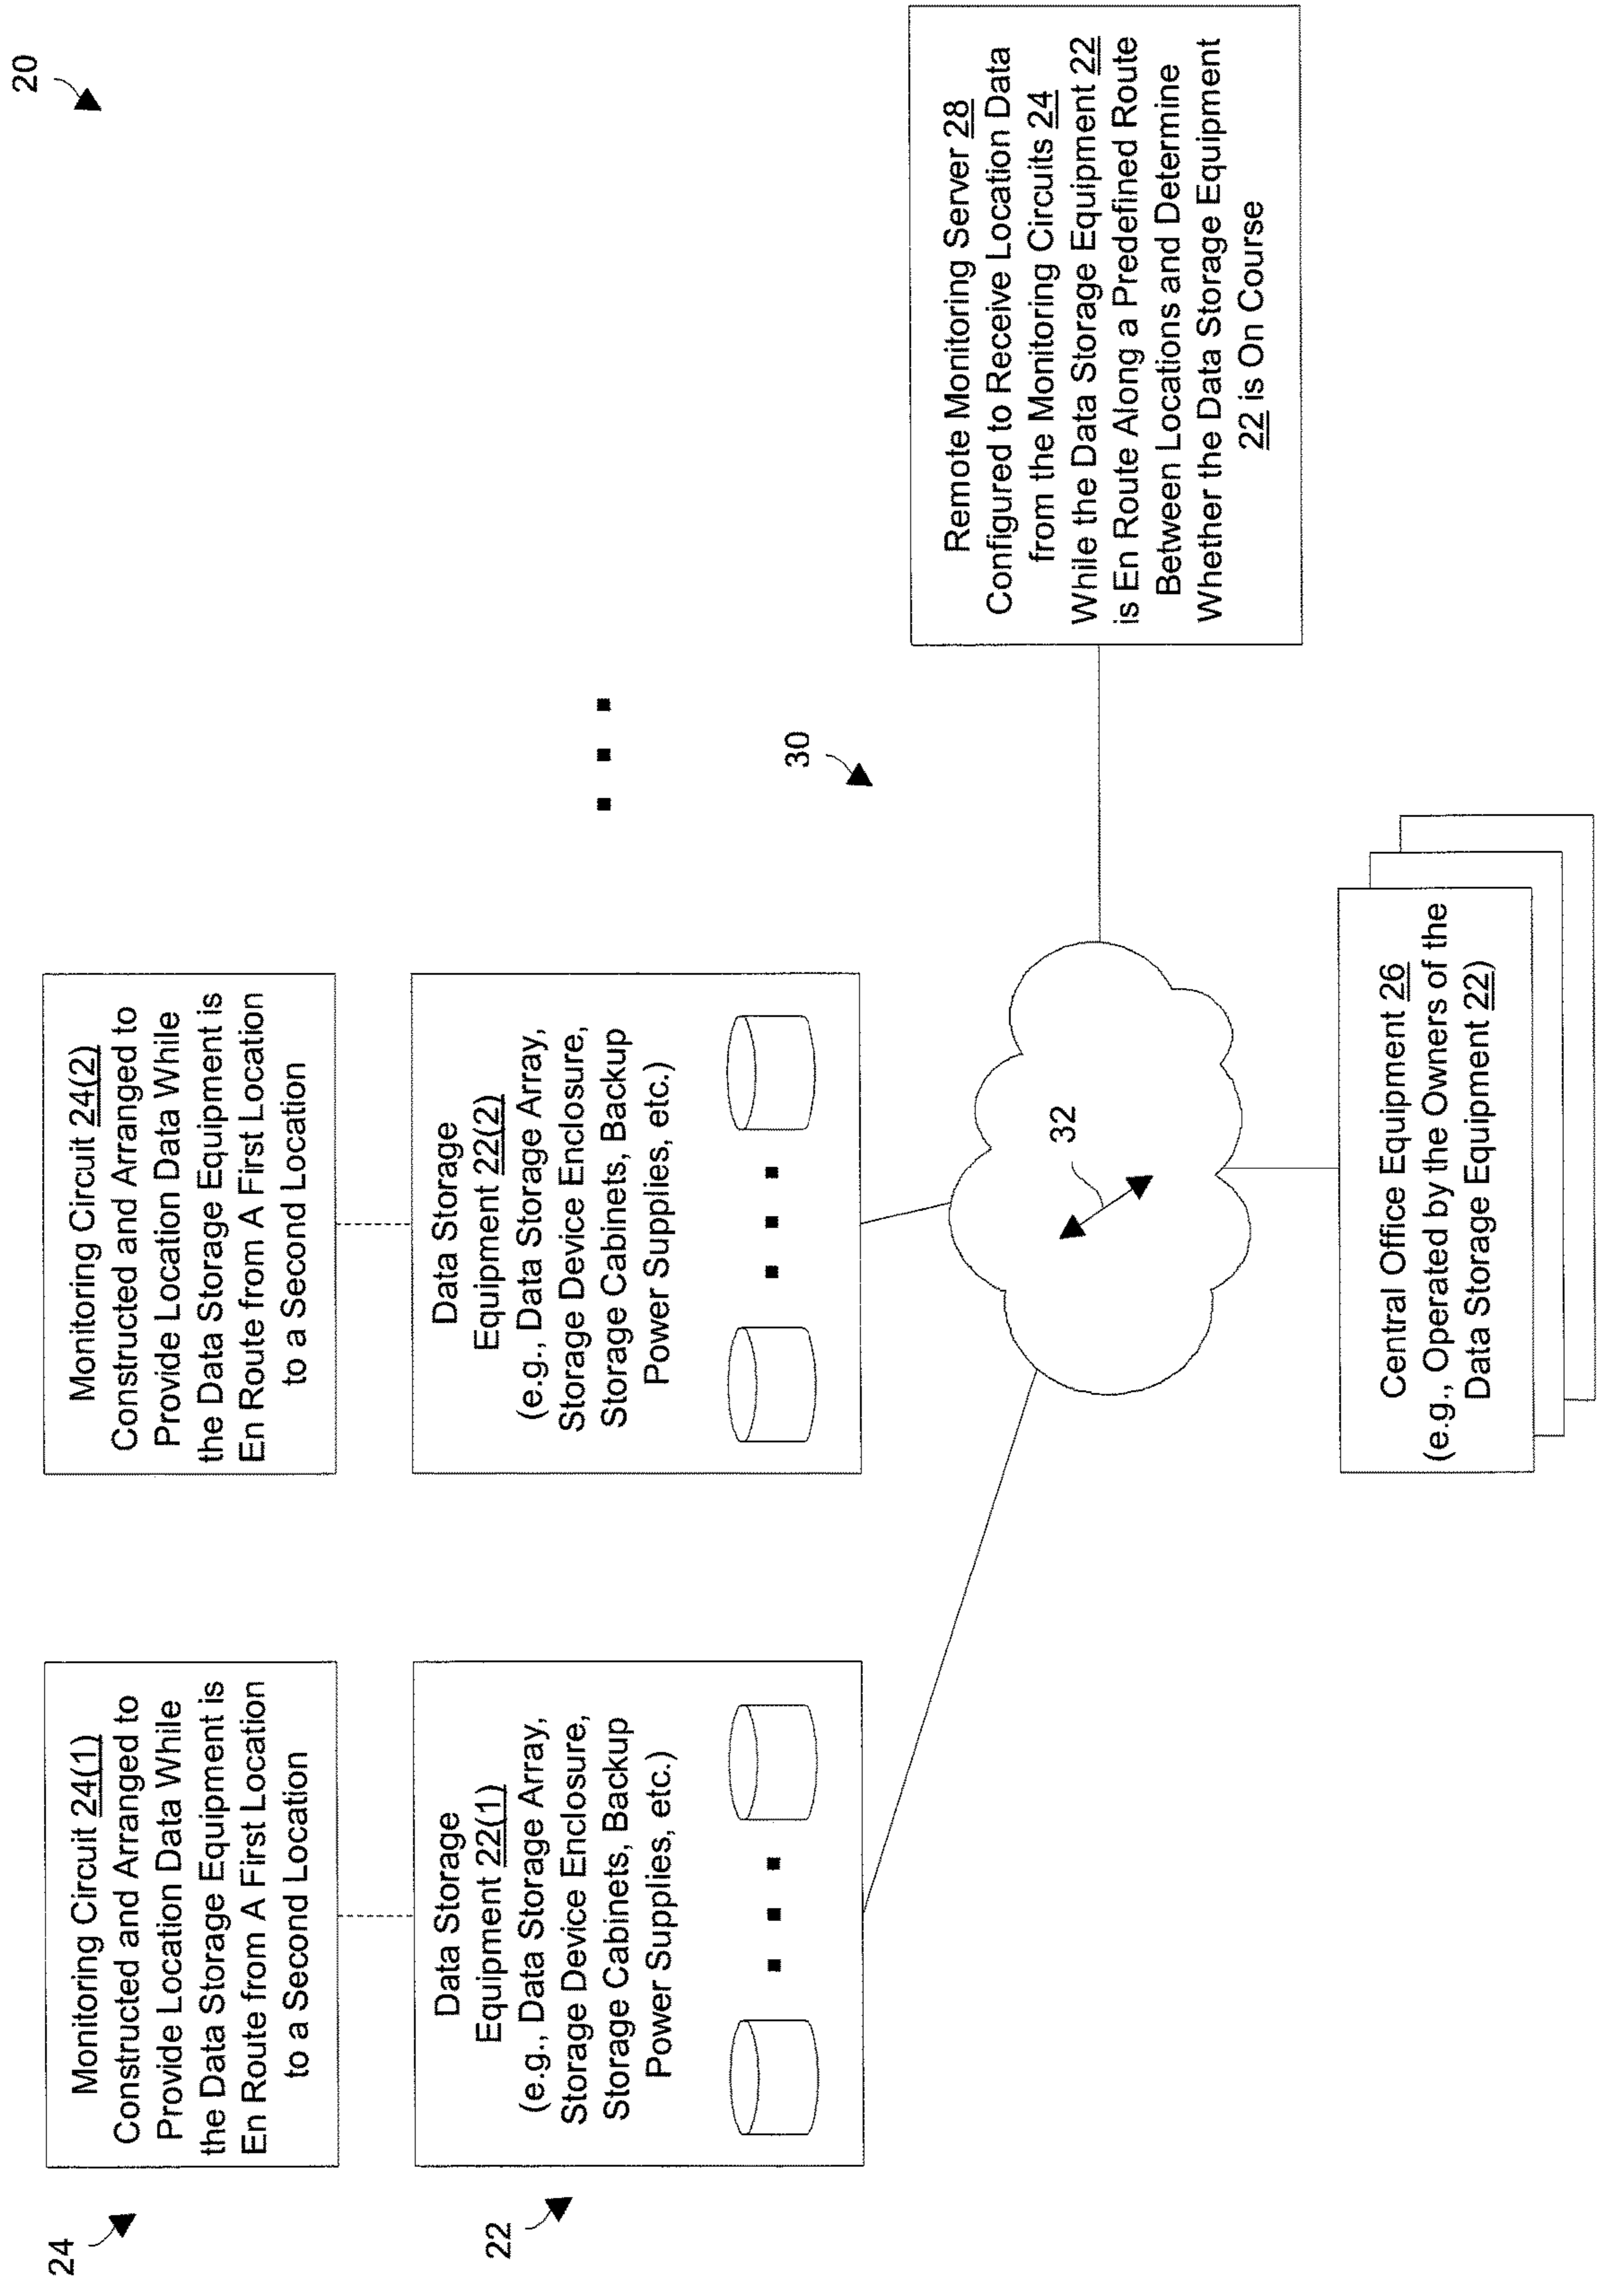 20
24
Monitoring Circuit 24(1)
Constructed and Arranged to
Provide Location Data While
the Data Storage Equipment is
En Route from A First Location
to a Second Location
Monitoring Circuit 24(2)
Constructed and Arranged to
Provide Location Data While
the Data Storage Equipment is
En Route from A First Location
to a Second Location
22
Data Storage
Equipment 22(1)
(e.g., Data Storage Array,
Storage Device Enclosure,
Storage Cabinets, Backup
Power Supplies, etc.)
Data Storage
Equipment 22(2)
(e.g., Data Storage Array,
Storage Device Enclosure,
Storage Cabinets, Backup
Power Supplies, etc.)
30
32
Remote Monitoring Server 28
Configured to Receive Location Data
from the Monitoring Circuits 24
While the Data Storage Equipment 22
is En Route Along a Predefined Route
Between Locations and Determine
Whether the Data Storage Equipment
22 is On Course
Central Office Equipment 26
(e.g., Operated by the Owners of the
Data Storage Equipment 22)